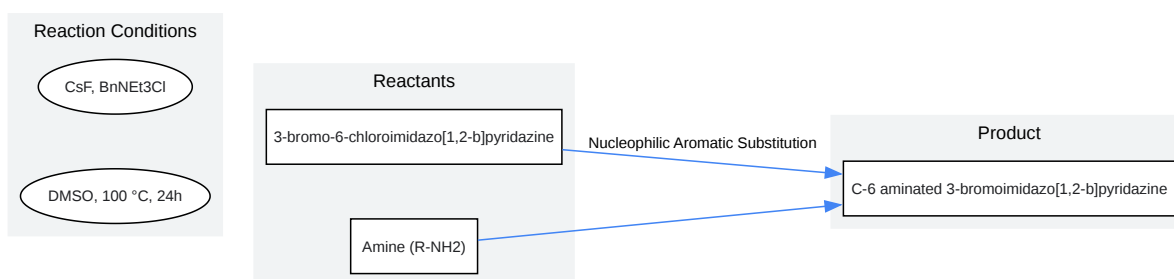 Reaction Conditions
CsF, BnNEt3Cl
DMSO, 100 °C, 24h
Reactants
3-bromo-6-chloroimidazo[1,2-b]pyridazine
Amine (R-NH2)
Nucleophilic Aromatic Substitution
Product
C-6 aminated 3-bromoimidazo[1,2-b]pyridazine